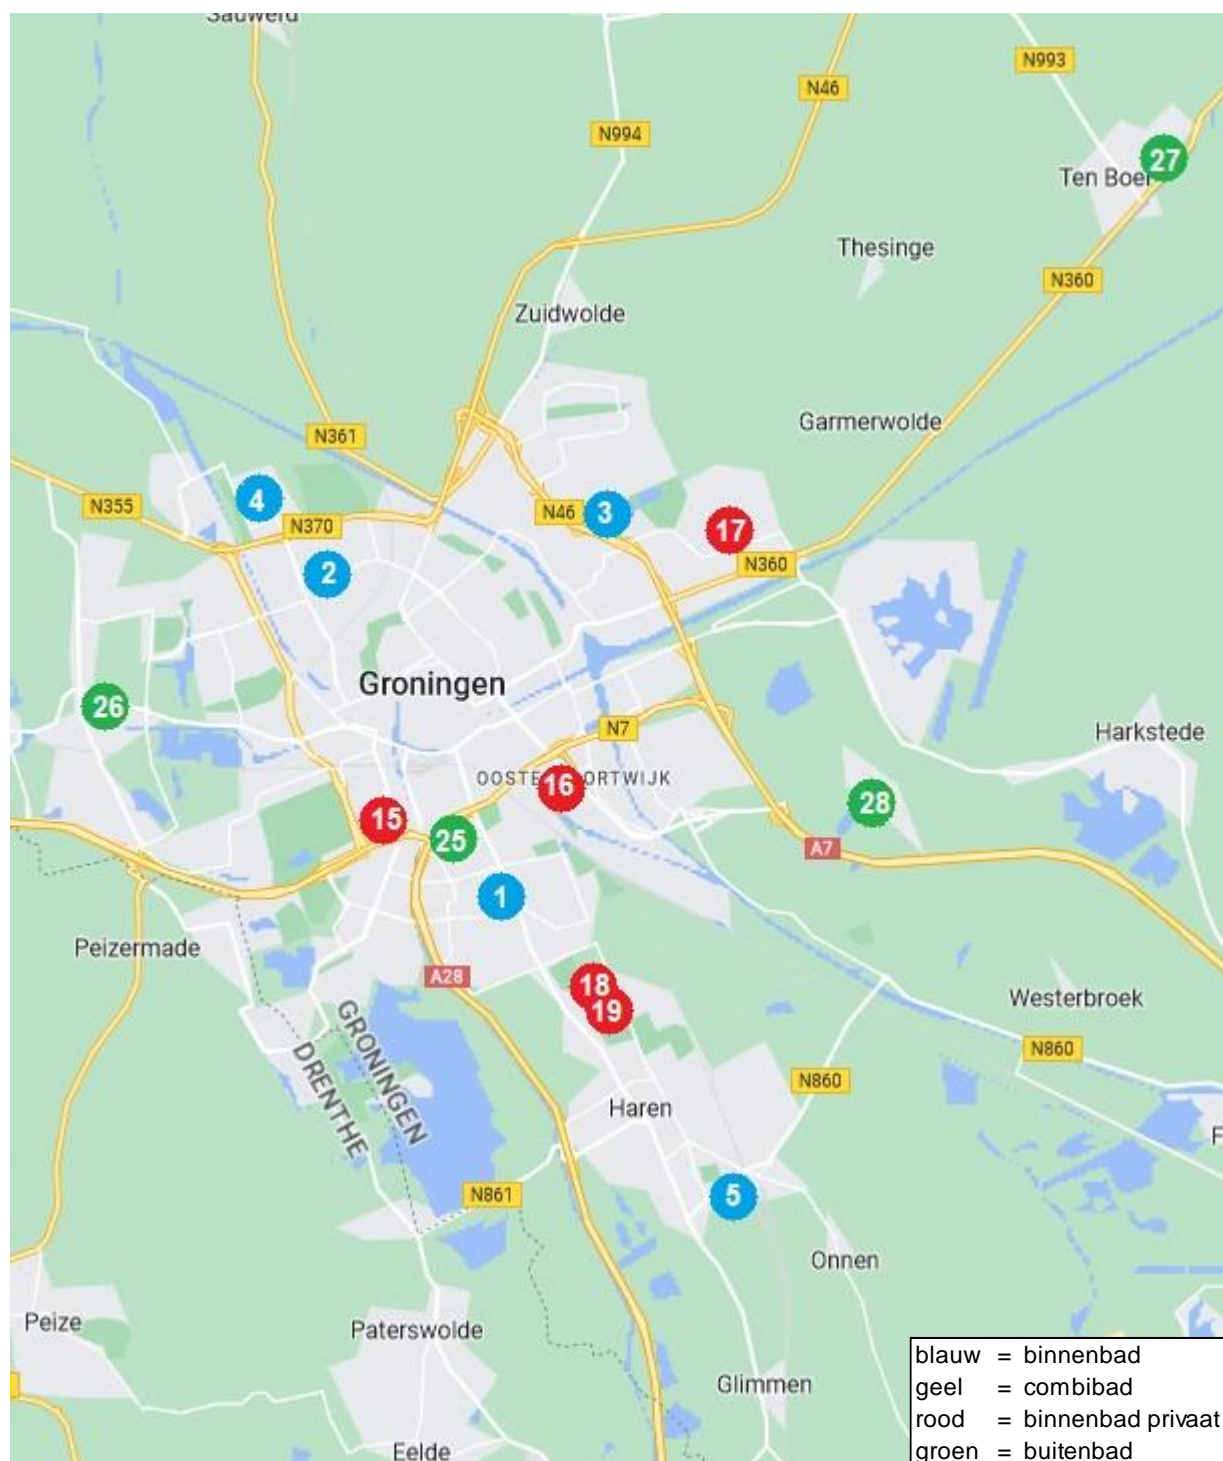 Sauwerd
N993
N46
N994
27
Ten Boer
Thesinge
N360
Zuidwolde
Garmerwolde
N361
4
N355
N46
3
N370
17
N360
2
Groningen
26
N7
Harkstede
OOSTERPOORTWIJK
16
28
15
25
A7
1
Peizermade
A28
18
Westerbroek
19
GRONINGEN
DRENTHE
N860
N860
Haren
5
N861
Onnen
Peize
Paterswolde
Glimmen
Eelde
blauw = binnenbad
geel = combibad
rood = binnenbad privaat
groen = buitenbad